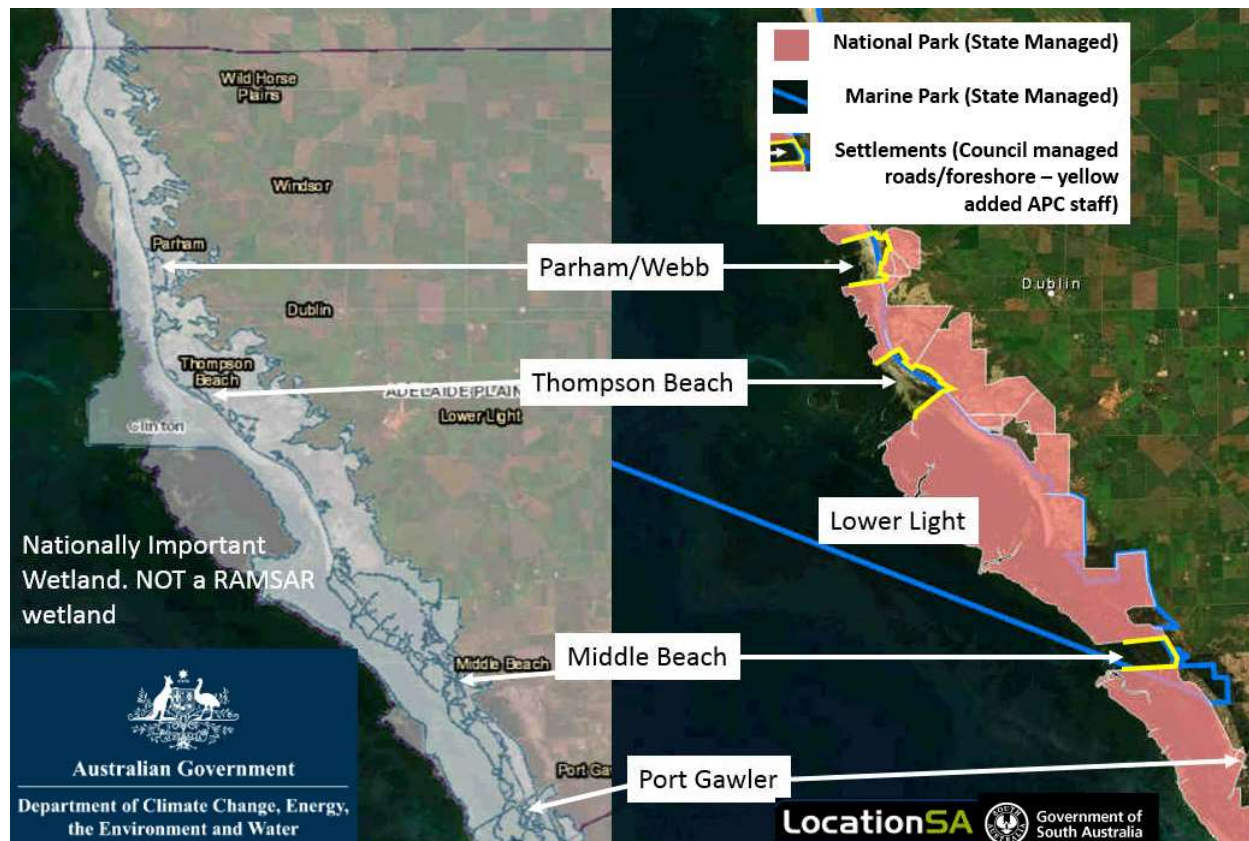 Wild Horse
Plains
Windsor
Parham
Dublin
Thompson
Beach
ADELAIDE PLAIN
Lower Light
Clinton
Nationally Important
Wetland. NOT a RAMSAR
wetland
Middle Beach
Port Ga
Australian Government
Department of Climate Change, Energy,
the Environment and Water
Parham/Webb
Thompson Beach
Middle Beach
Port Gawler
National Park (State Managed)
Marine Park (State Managed)
Settlements (Council managed
roads/foreshore – yellow
added APC staff)
Dublin
Lower Light
LocationSA
Government of
South Australia